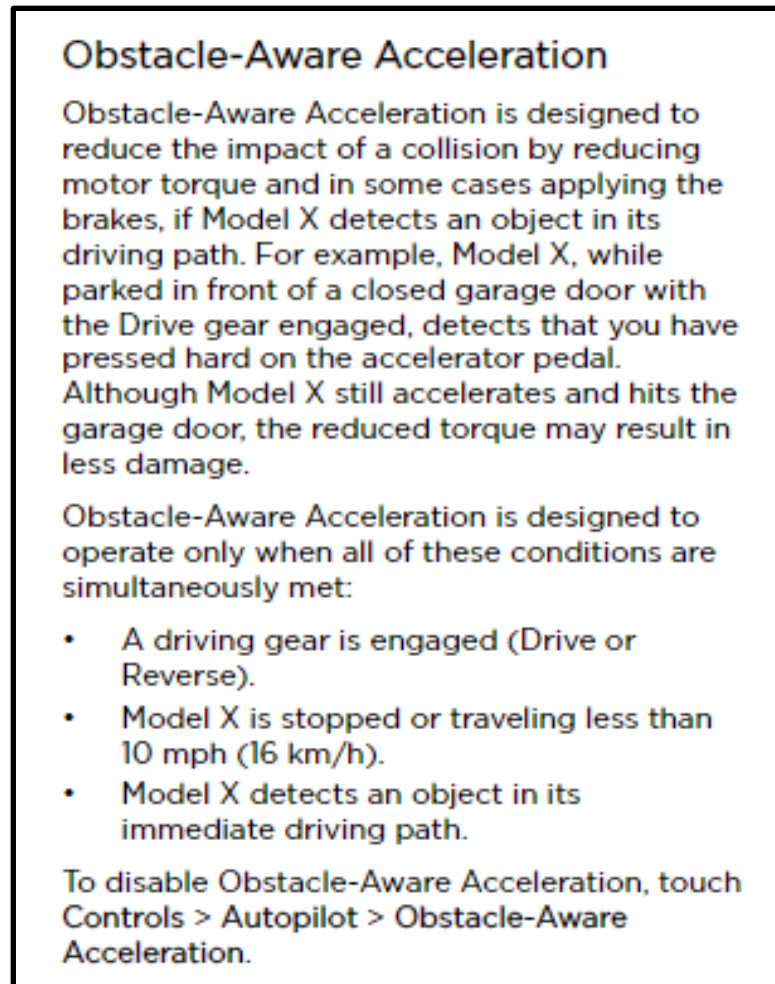 Obstacle-Aware Acceleration
Obstacle-Aware Acceleration is designed to
reduce the impact of a collision by reducing
motor torque and in some cases applying the
brakes, if Model X detects an object in its
driving path. For example, Model X, while
parked in front of a closed garage door with
the Drive gear engaged, detects that you have
pressed hard on the accelerator pedal.
Although Model X still accelerates and hits the
garage door, the reduced torque may result in
less damage.
Obstacle-Aware Acceleration is designed to
operate only when all of these conditions are
simultaneously met:
• A driving gear is engaged (Drive or
Reverse).
• Model X is stopped or traveling less than
10 mph (16 km/h).
• Model X detects an object in its
immediate driving path.
To disable Obstacle-Aware Acceleration, touch
Controls > Autopilot > Obstacle-Aware
Acceleration.